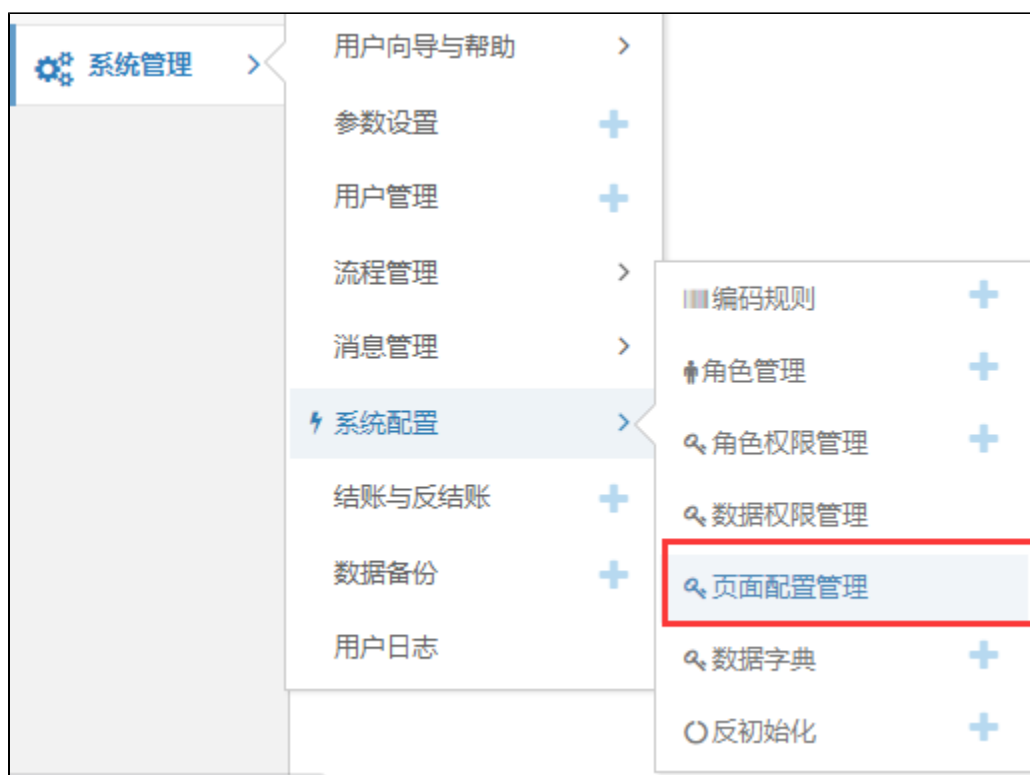 系统管理
用户向导与帮助
参数设置
用户管理
流程管理
消息管理
系统配置
结账与反结账
数据备份
用户日志
编码规则
角色管理
角色权限管理
数据权限管理
页面配置管理
数据字典
反初始化